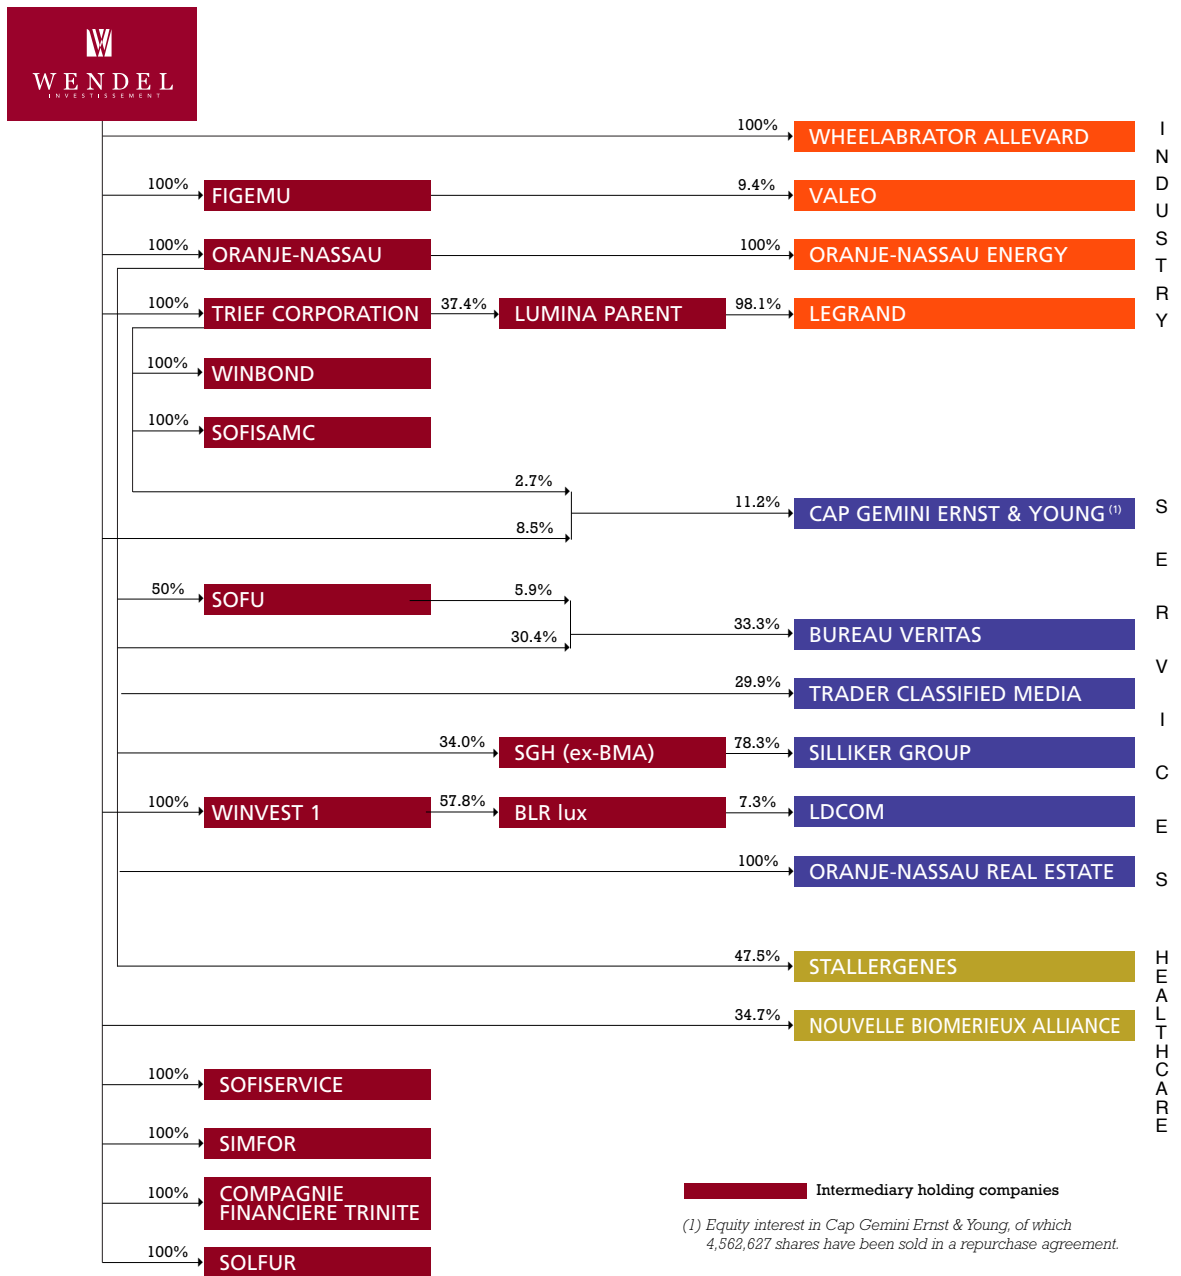 WENDEL
INVESTISSEMENT
100% WHEELABRATOR ALLEVARD
100% FIGEMU 9.4% VALEO
100% ORANJE-NASSAU 100% ORANJE-NASSAU ENERGY
100% TRIEF CORPORATION 37.4% LUMINA PARENT 98.1% LEGRAND
INDUSTRY
100% WINBOND
100% SOFISAMC
2.7%
11.2% CAP GEMINI ERNST & YOUNG (1)
8.5%
50% SOFU 5.9%
33.3% BUREAU VERITAS
30.4%
29.9% TRADER CLASSIFIED MEDIA
34.0% SGH (ex-BMA) 78.3% SILLIKER GROUP
100% WINVEST 1 57.8% BLR lux 7.3% LDCOM
100% ORANJE-NASSAU REAL ESTATE
SERVICES
47.5% STALLERGENES
34.7% NOUVELLE BIOMERIEUX ALLIANCE
HEALTHCARE
100% SOFISERVICE
100% SIMFOR
100% COMPAGNIE
FINANCIERE TRINITE
100% SOLFUR
Intermediary holding companies
(1) Equity interest in Cap Gemini Ernst & Young, of which
4,562,627 shares have been sold in a repurchase agreement.